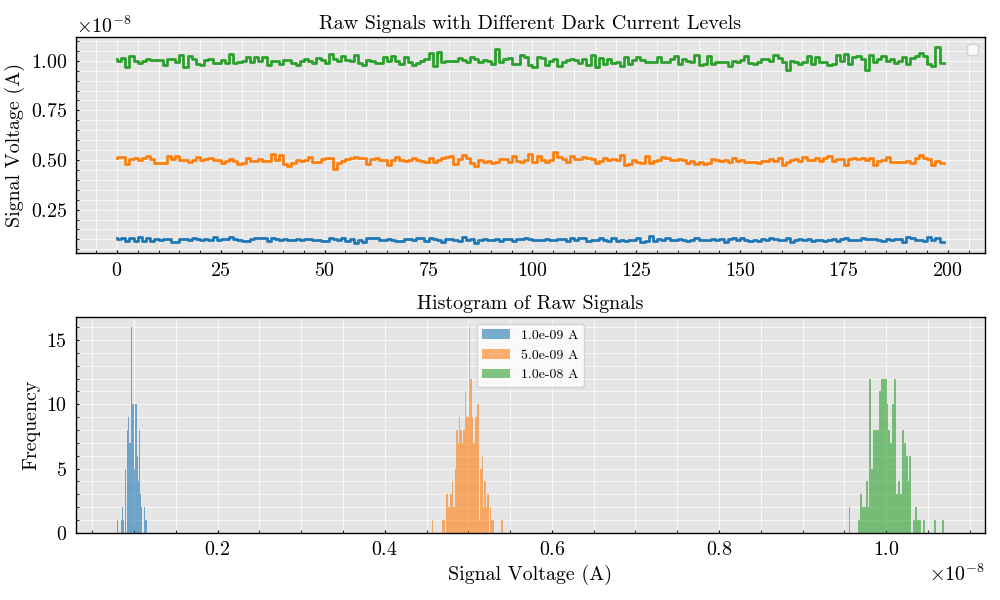 Raw Signals with Different Dark Current Levels
×10⁻⁸
Signal Voltage (A)
1.00
0.75
0.50
0.25
0 25 50 75 100 125 150 175 200
Histogram of Raw Signals
Frequency
15
10
5
0
1.0e-09 A
5.0e-09 A
1.0e-08 A
0.2 0.4 0.6 0.8 1.0
Signal Voltage (A)
×10⁻⁸